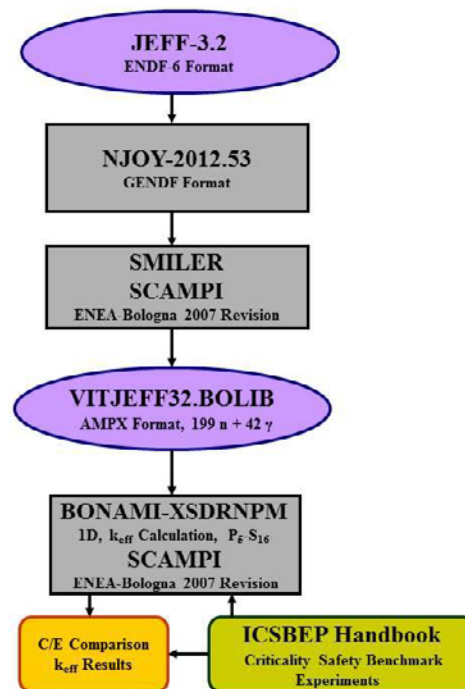 JEFF-3.2
ENDF-6 Format
NJOY-2012.53
GENDF Format
SMILER
SCAMPI
ENEA-Bologna 2007 Revision
VITJEFF32.BOLIB
AMPX Format, 199 n + 42 γ
BONAMI-XSDRNPM
1D, keff Calculation, P5-S16
SCAMPI
ENEA-Bologna 2007 Revision
C/E Comparison
keff Results
ICSBEP Handbook
Criticality Safety Benchmark
Experiments